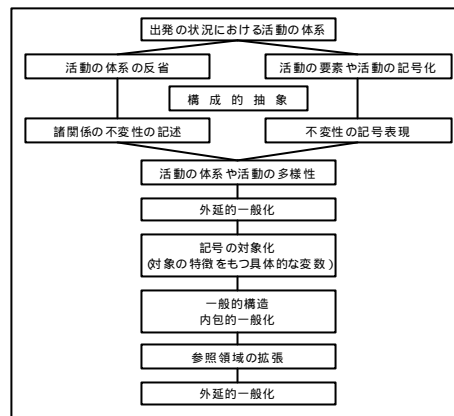 出発の状況における活動の体系
活動の体系の反省
活動の要素や活動の記号化
構成的抽象
諸関係の不変性の記述
不変性の記号表現
活動の体系や活動の多様性
外延的一般化
記号の対象化
(対象の特徴をもつ具体的な変数)
一般的構造
内包的一般化
参照領域の拡張
外延的一般化